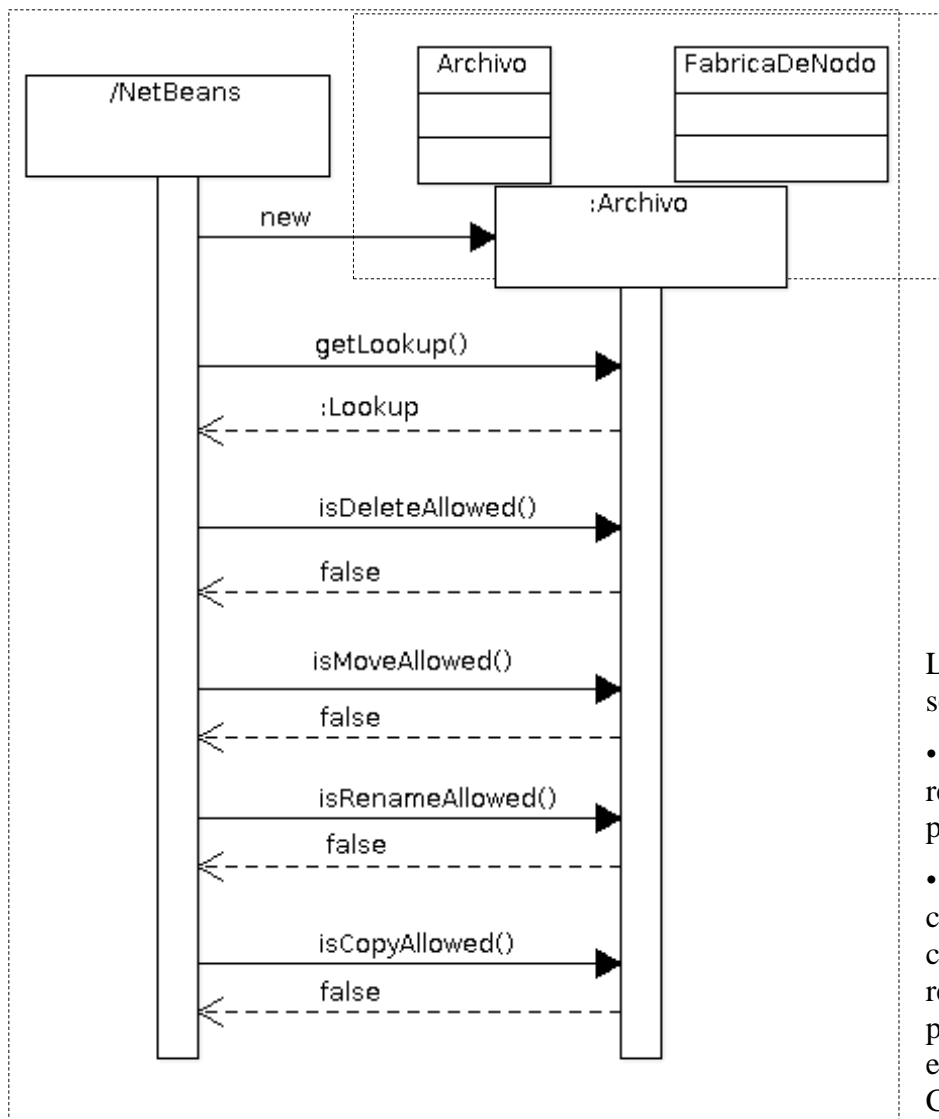 Archivo
FabricaDeNodo
/NetBeans
:Archivo
new
getLookup()
:Lookup
isDeleteAllowed()
false
isMoveAllowed()
false
isRenameAllowed()
false
isCopyAllowed()
false
•
•